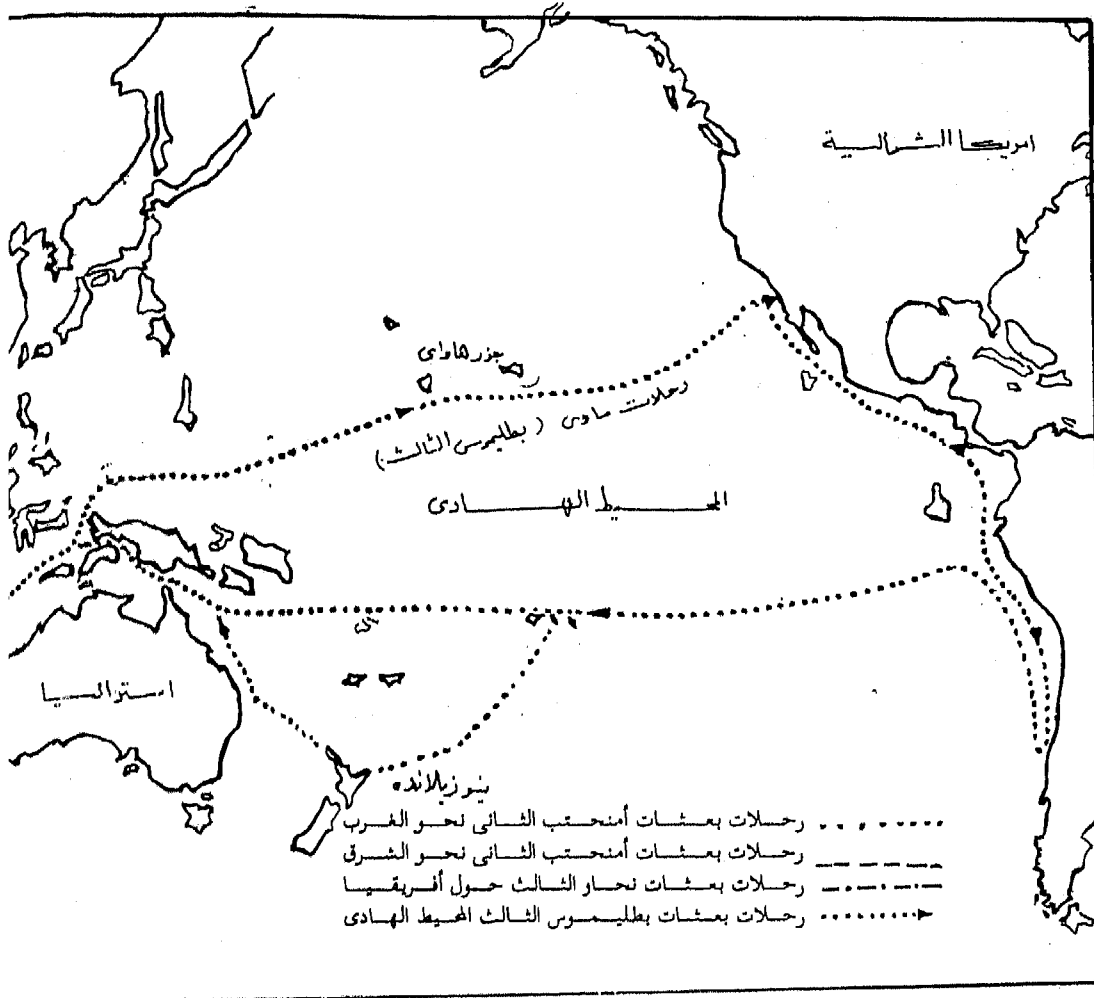 امريكا الشمالية
جزر هاواى
رحلات ماوى ( بطليموس الثالث )
المحيط الهادى
استراليا
نيوزيلانده
رحلات بعثات أمنحتب الثانى نحو الغرب
رحلات بعثات أمنحتب الثانى نحو الشرق
رحلات بعثات نحاو الثالث حول أفريقيا
رحلات بعثات بطليموس الثالث المحيط الهادى